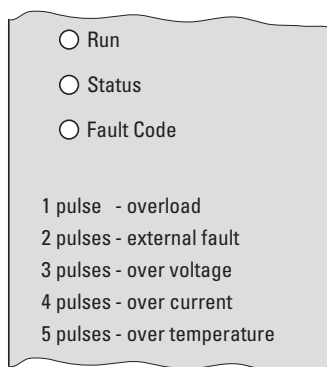 Run
Status
Fault Code
1 pulse - overload
2 pulses - external fault
3 pulses - over voltage
4 pulses - over current
5 pulses - over temperature